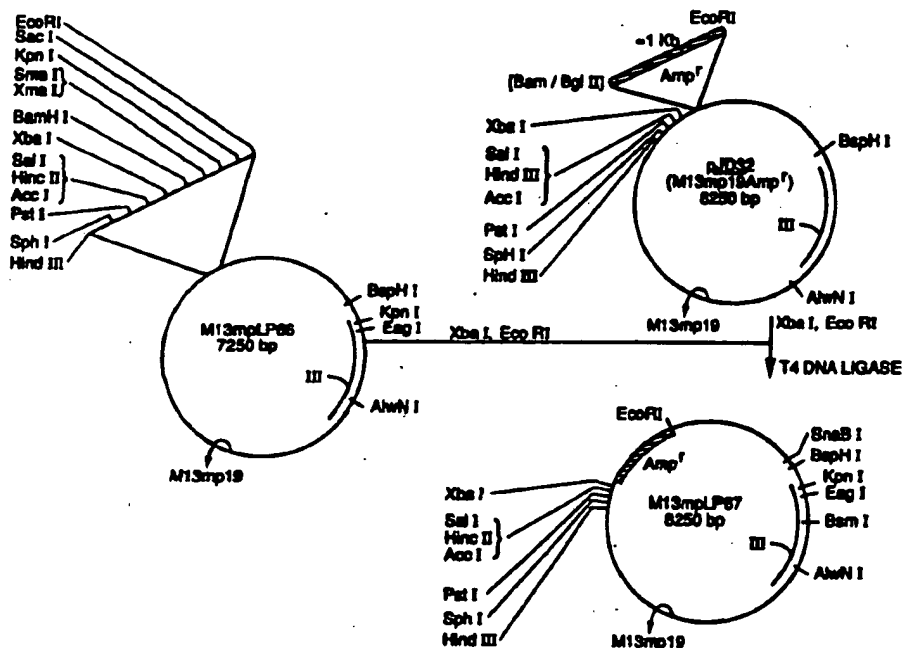 EcoRI
Sac I
Kpn I
Sma I
Xma I
BamH I
Xba I
Sal I
Hinc II
Acc I
Pst I
Sph I
Hind III
M13mpLP66
7250 bp
BspH I
Kpn I
Eag I
III
AlwN I
M13mp19
EcoRI
~1 Kb
Amp r
[Bam / Bgl II]
Xba I
Sal I
Hind III
Acc I
Pst I
SpH I
Hind III
pJD32
(M13mp19Amp r)
8250 bp
BspH I
III
AlwN I
M13mp19
Xba I, Eco RI
Xba I, Eco RI
T4 DNA LIGASE
EcoRI
Amp r
Xba I
Sal I
Hinc II
Acc I
Pst I
Sph I
Hind III
M13mpLP67
8250 bp
SnaB I
BspH I
Kpn I
Eag I
Bsm I
III
AlwN I
M13mp19